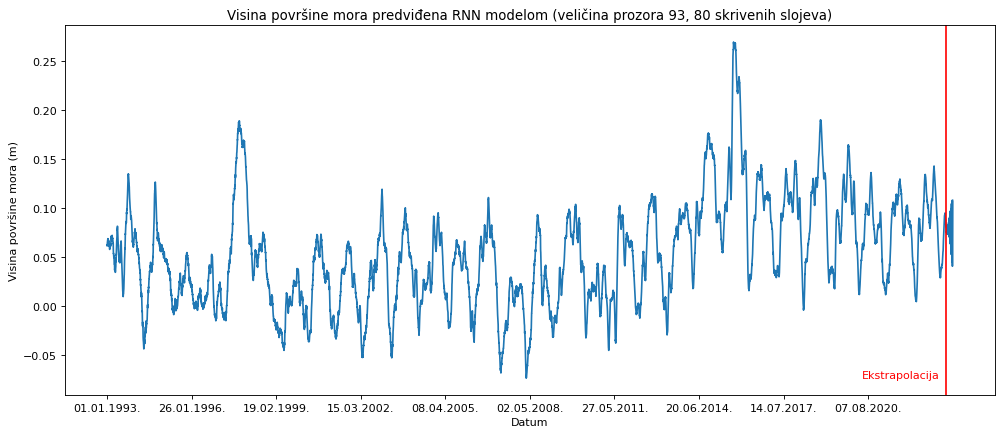 Visina površine mora predviđena RNN modelom (veličina prozora 93, 80 skrivenih slojeva)
Visina površine mora (m)
0.25
0.20
0.15
0.10
0.05
0.00
−0.05
Ekstrapolacija
01.01.1993. 26.01.1996. 19.02.1999. 15.03.2002. 08.04.2005. 02.05.2008. 27.05.2011. 20.06.2014. 14.07.2017. 07.08.2020.
Datum